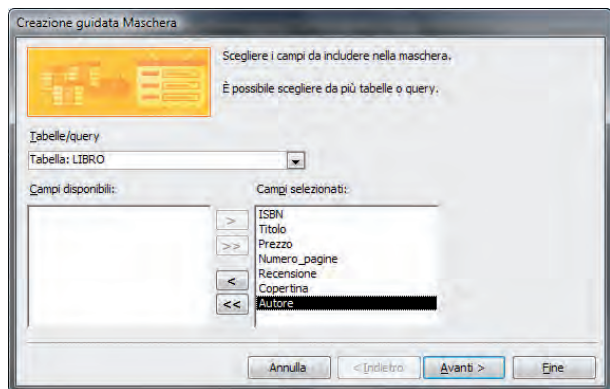 Creazione guidata Maschera
Scegliere i campi da includere nella maschera.
È possibile scegliere da più tabelle o query.
Tabelle/query
Tabella: LIBRO
Campi disponibili:
Campi selezionati:
>
>>
<
<<
ISBN
Titolo
Prezzo
Numero_pagine
Recensione
Copertina
Autore
Annulla
< Indietro
Avanti >
Fine